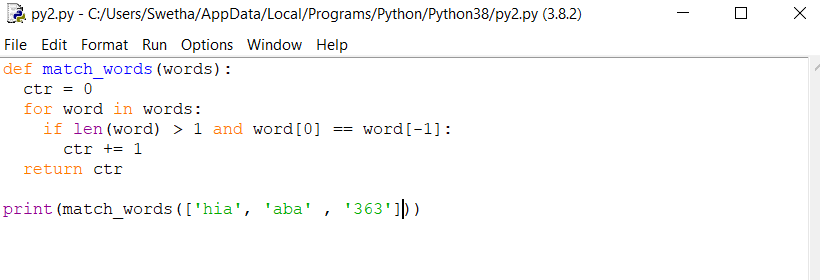 py2.py - C:/Users/Swetha/AppData/Local/Programs/Python/Python38/py2.py (3.8.2)
File Edit Format Run Options Window Help
def match_words(words):
  ctr = 0
  for word in words:
    if len(word) > 1 and word[0] == word[-1]:
      ctr += 1
  return ctr

print(match_words(['hia', 'aba' , '363']))